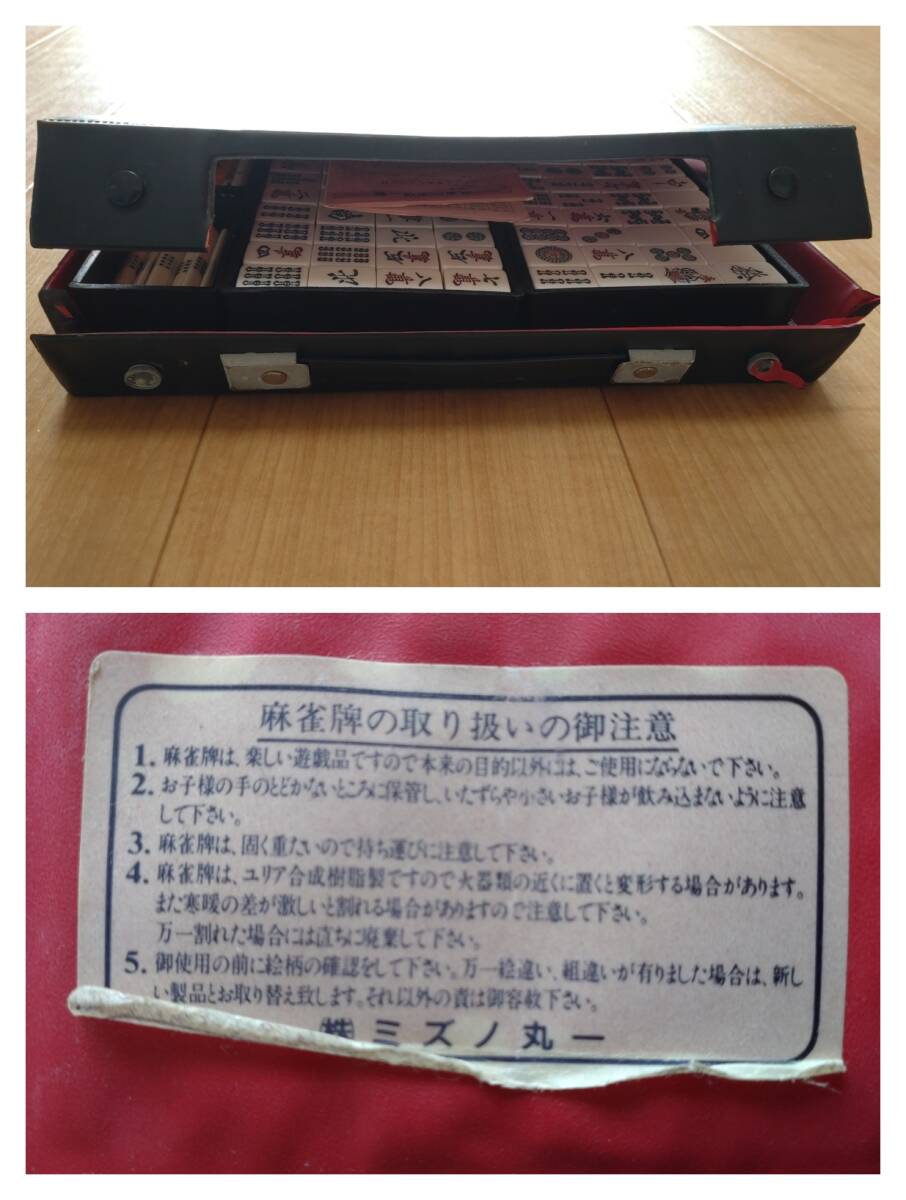 麻雀牌の取り扱いの御注意
1. 麻雀牌は、楽しい遊戯品ですので本来の目的以外には、ご使用にならないで下さい。
2. お子様の手のとどかないところに保管し、いたずらや小さいお子様が飲み込まないように注意
して下さい。
3. 麻雀牌は、固く重たいので持ち運びに注意して下さい。
4. 麻雀牌は、ユリア合成樹脂製ですので火器類の近くに置くと変形する場合があります。
また寒暖の差が激しいと割れる場合がありますので注意して下さい。
万一割れた場合には直ちに廃棄して下さい。
5. 御使用の前に絵柄の確認をして下さい。万一絵違い、組違いが有りました場合は、新し
い製品とお取り替え致します。それ以外の責は御容赦下さい。
㈱ミズノ丸一